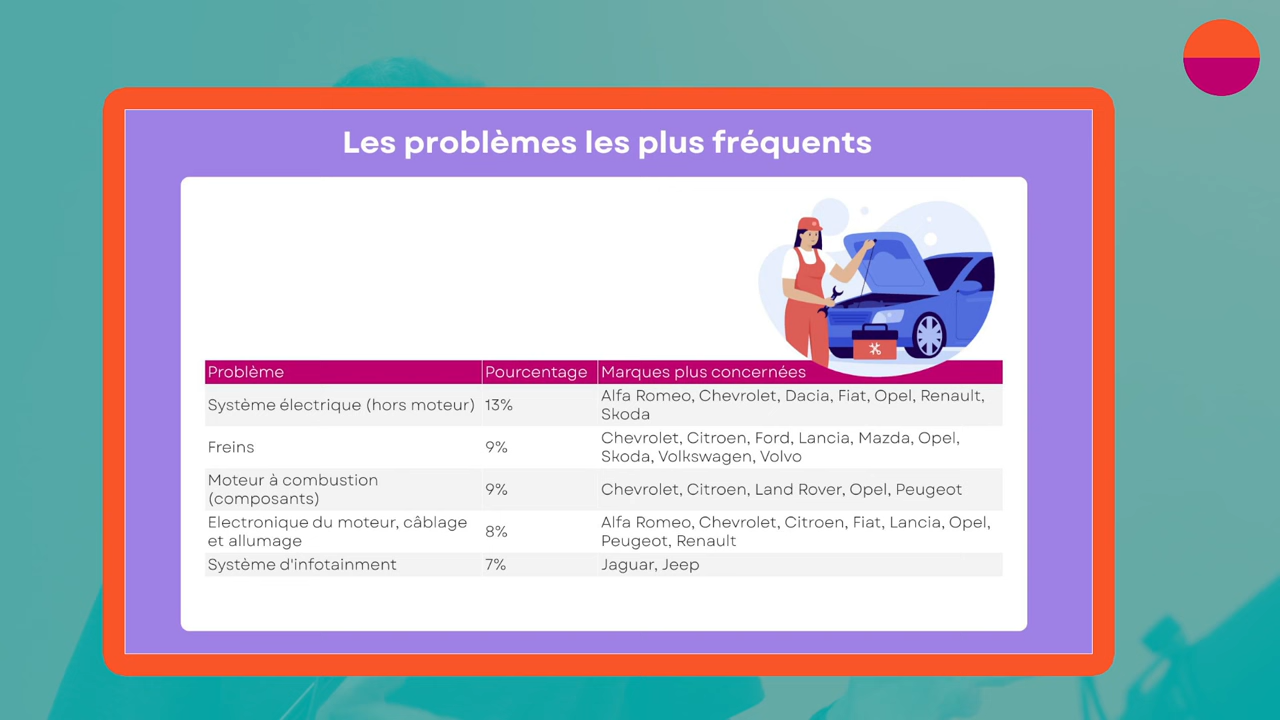 Les problèmes les plus fréquents
Problème Pourcentage Marques plus concernées
Système électrique (hors moteur) 13% Alfa Romeo, Chevrolet, Dacia, Fiat, Opel, Renault,
Skoda
Freins 9% Chevrolet, Citroen, Ford, Lancia, Mazda, Opel,
Skoda, Volkswagen, Volvo
Moteur à combustion
(composants) 9% Chevrolet, Citroen, Land Rover, Opel, Peugeot
Electronique du moteur, câblage
et allumage 8% Alfa Romeo, Chevrolet, Citroen, Fiat, Lancia, Opel,
Peugeot, Renault
Système d'infotainment 7% Jaguar, Jeep